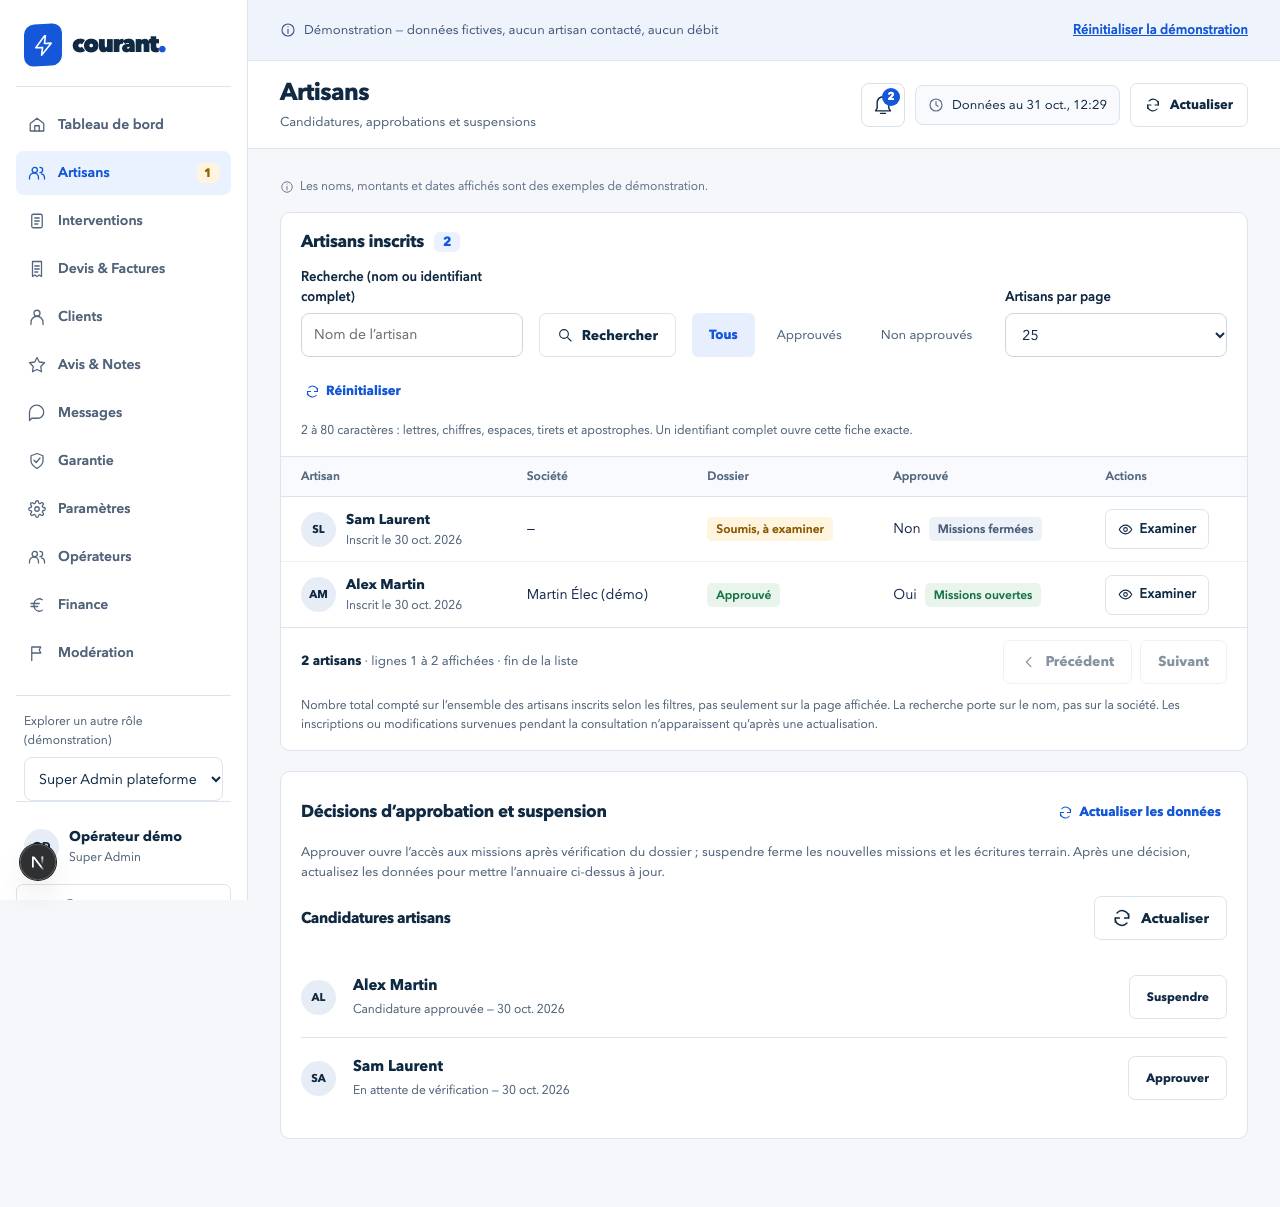 courant.
Tableau de bord
Artisans 1
Interventions
Devis & Factures
Clients
Avis & Notes
Messages
Garantie
Paramètres
Opérateurs
Finance
Modération
Explorer un autre rôle
(démonstration)
Super Admin plateforme
Opérateur démo
Super Admin
N
Démonstration – données fictives, aucun artisan contacté, aucun débit
Réinitialiser la démonstration
Artisans
Candidatures, approbations et suspensions
2
Données au 31 oct., 12:29
Actualiser
Les noms, montants et dates affichés sont des exemples de démonstration.
Artisans inscrits 2
Recherche (nom ou identifiant
complet)
Artisans par page
Nom de l’artisan
Rechercher
Tous
Approuvés
Non approuvés
25
Réinitialiser
2 à 80 caractères : lettres, chiffres, espaces, tirets et apostrophes. Un identifiant complet ouvre cette fiche exacte.
Artisan Société Dossier Approuvé Actions
SL Sam Laurent
Inscrit le 30 oct. 2026
– Soumis, à examiner Non Missions fermées Examiner
AM Alex Martin
Inscrit le 30 oct. 2026
Martin Élec (démo) Approuvé Oui Missions ouvertes Examiner
2 artisans · lignes 1 à 2 affichées · fin de la liste
Précédent
Suivant
Nombre total compté sur l’ensemble des artisans inscrits selon les filtres, pas seulement sur la page affichée. La recherche porte sur le nom, pas sur la société. Les
inscriptions ou modifications survenues pendant la consultation n’apparaissent qu’après une actualisation.
Décisions d’approbation et suspension
Actualiser les données
Approuver ouvre l’accès aux missions après vérification du dossier ; suspendre ferme les nouvelles missions et les écritures terrain. Après une décision,
actualisez les données pour mettre l’annuaire ci-dessus à jour.
Candidatures artisans
Actualiser
AL Alex Martin
Candidature approuvée – 30 oct. 2026
Suspendre
SA Sam Laurent
En attente de vérification – 30 oct. 2026
Approuver